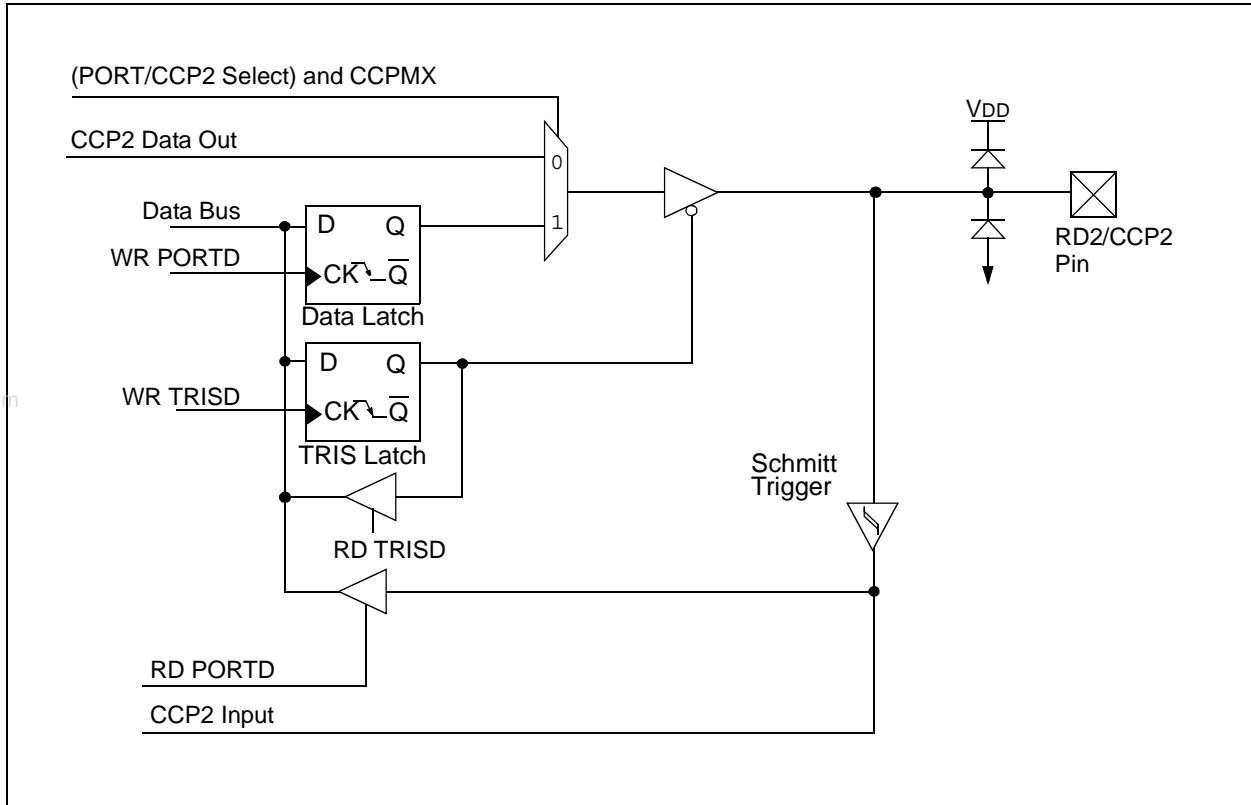 (PORT/CCP2 Select) and CCPMX
VDD
CCP2 Data Out
0
Data Bus
D Q
1
RD2/CCP2
Pin
WR PORTD
CK Q
Data Latch
D Q
WR TRISD
CK Q
TRIS Latch
Schmitt
Trigger
RD TRISD
RD PORTD
CCP2 Input